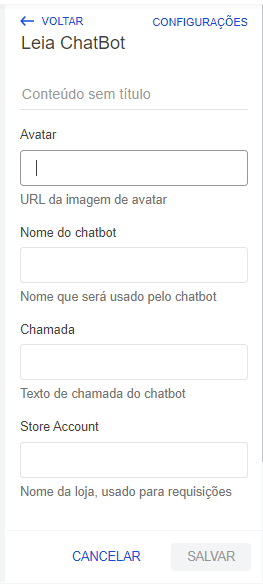 VOLTAR CONFIGURAÇÕES
Leia ChatBot
Conteúdo sem título
Avatar
URL da imagem de avatar
Nome do chatbot
Nome que será usado pelo chatbot
Chamada
Texto de chamada do chatbot
Store Account
Nome da loja, usado para requisições
CANCELAR SALVAR